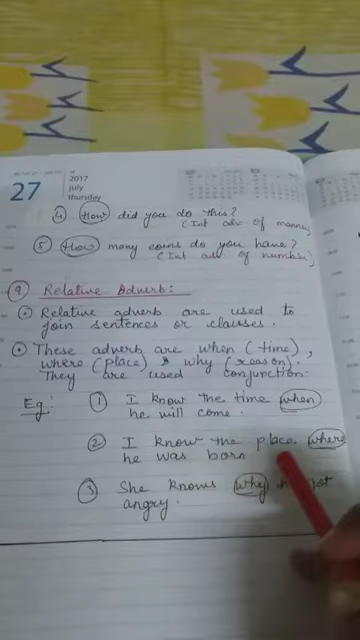 27
2017
july
thursday
4 How did you do this?
(Int adv. of manner)
5 How many coins do you have?
(Int adv. of number)
9 Relative Adverb:
Relative adverb are used to
join sentences or clauses.
These adverb are when (time),
where (place) & why (reason).
They are used conjunction.
Eg: 1 I know the time when
he will come.
2 I know the place where
he was born
3 She knows why
angry.